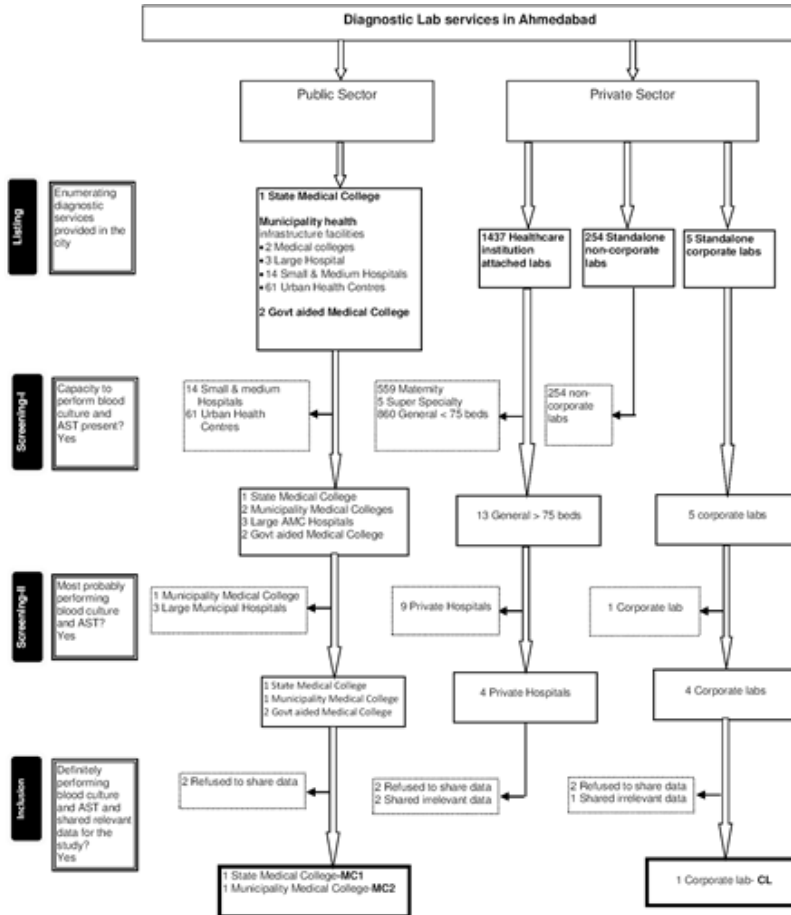 Diagnostic Lab services in Ahmedabad
Public Sector
Private Sector
Listing
Enumerating
diagnostic
services
provided in the
city
1 State Medical College
Municipality health
infrastructure facilities
•2 Medical colleges
•3 Large Hospital
•14 Small & Medium Hospitals
•61 Urban Health Centres
2 Govt aided Medical College
1437 Healthcare
institution
attached labs
254 Standalone
non-corporate
labs
5 Standalone
corporate labs
Screening-I
Capacity to
perform blood
culture and
AST present?
Yes
14 Small & medium
Hospitals
61 Urban Health
Centres
559 Maternity
5 Super Specialty
860 General < 75 beds
254 non-
corporate
labs
1 State Medical College
2 Municipality Medical Colleges
3 Large AMC Hospitals
2 Govt aided Medical College
13 General > 75 beds
5 corporate labs
Screening-II
Most probably
performing
blood culture
and AST?
Yes
1 Municipality Medical College
3 Large Municipal Hospitals
9 Private Hospitals
1 Corporate lab
1 State Medical College
1 Municipality Medical College
2 Govt aided Medical College
4 Private Hospitals
4 Corporate labs
Inclusion
Definitely
performing
blood culture
and AST and
shared relevant
data for the
study?
Yes
2 Refused to share data
2 Refused to share data
2 Shared irrelevant data
2 Refused to share data
1 Shared irrelevant data
1 State Medical College-MC1
1 Municipality Medical College-MC2
1 Corporate lab- CL